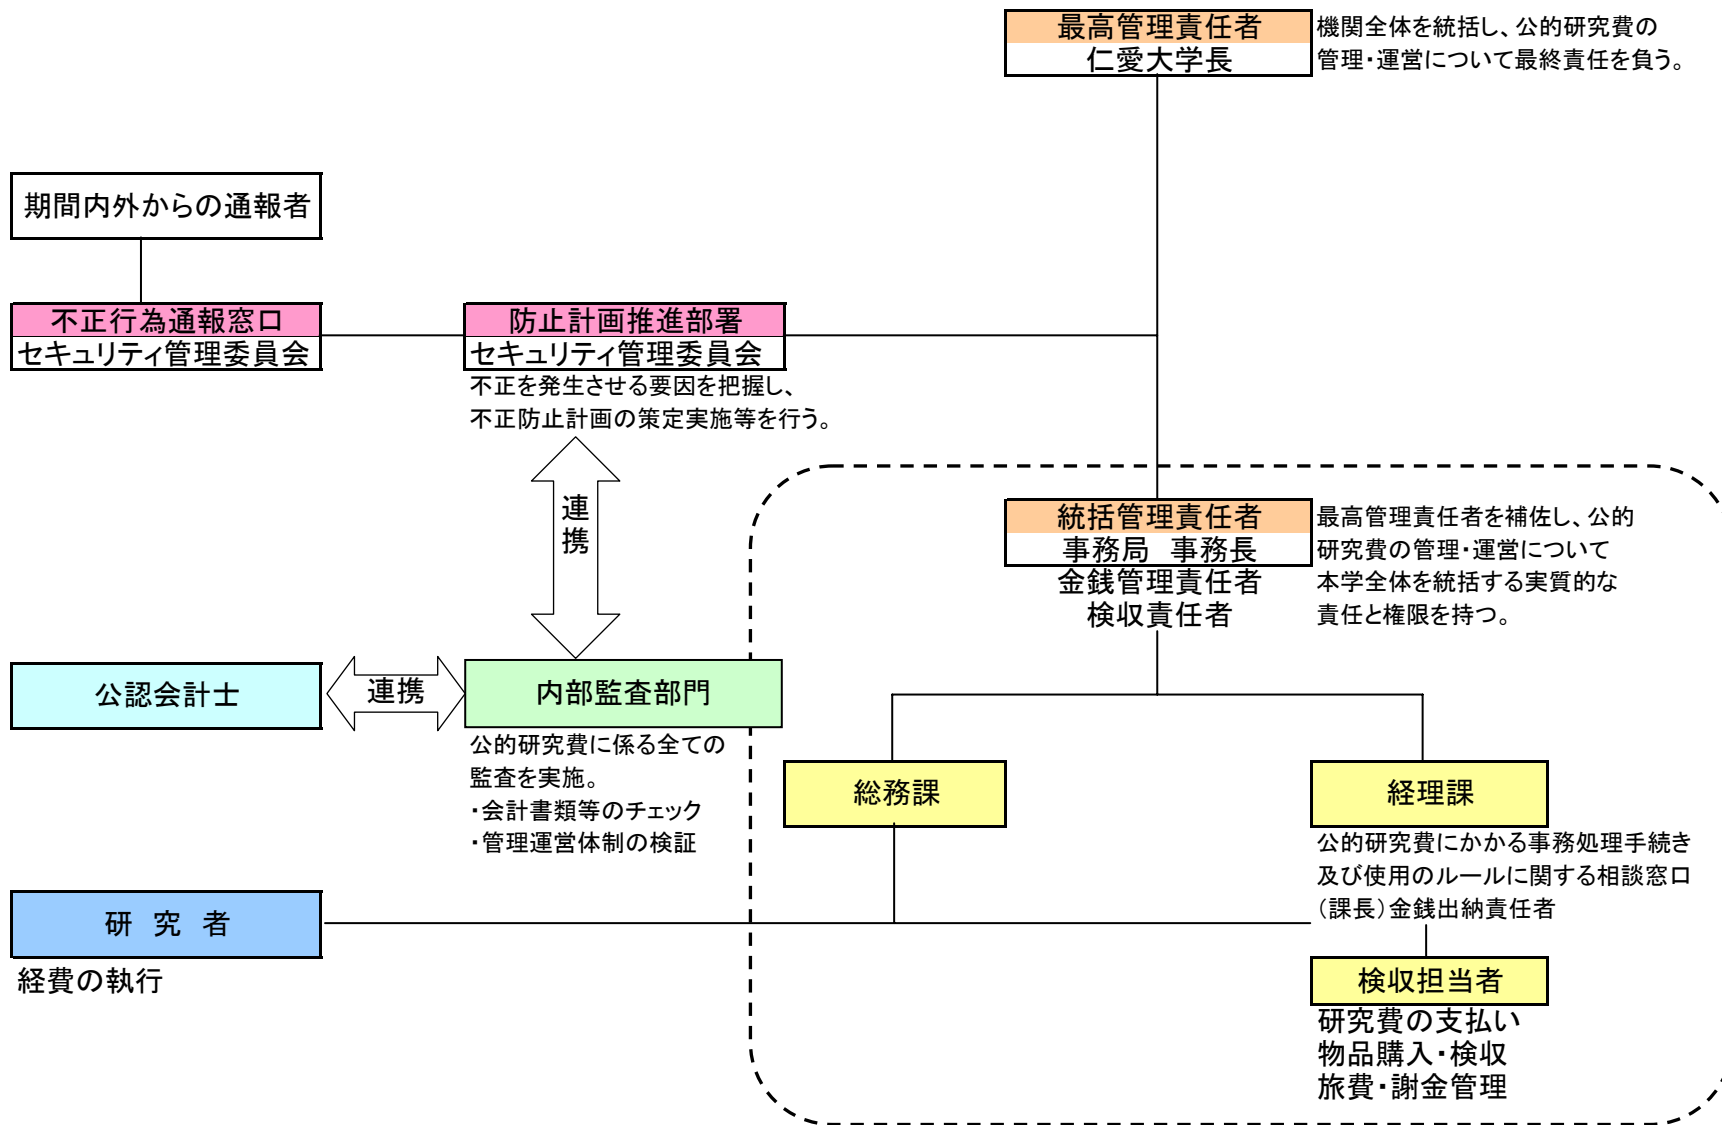 最高管理責任者
仁愛大学長
機関全体を統括し、公的研究費の
管理・運営について最終責任を負う。
期間内外からの通報者
不正行為通報窓口
セキュリティ管理委員会
防止計画推進部署
セキュリティ管理委員会
不正を発生させる要因を把握し、
不正防止計画の策定実施等を行う。
連
携
統括管理責任者
事務局　事務長
金銭管理責任者
検収責任者
最高管理責任者を補佐し、公的
研究費の管理・運営について
本学全体を統括する実質的な
責任と権限を持つ。
公認会計士
連携
内部監査部門
公的研究費に係る全ての
監査を実施。
・会計書類等のチェック
・管理運営体制の検証
総務課
経理課
公的研究費にかかる事務処理手続き
及び使用のルールに関する相談窓口
（課長）金銭出納責任者
研　究　者
経費の執行
検収担当者
研究費の支払い
物品購入・検収
旅費・謝金管理